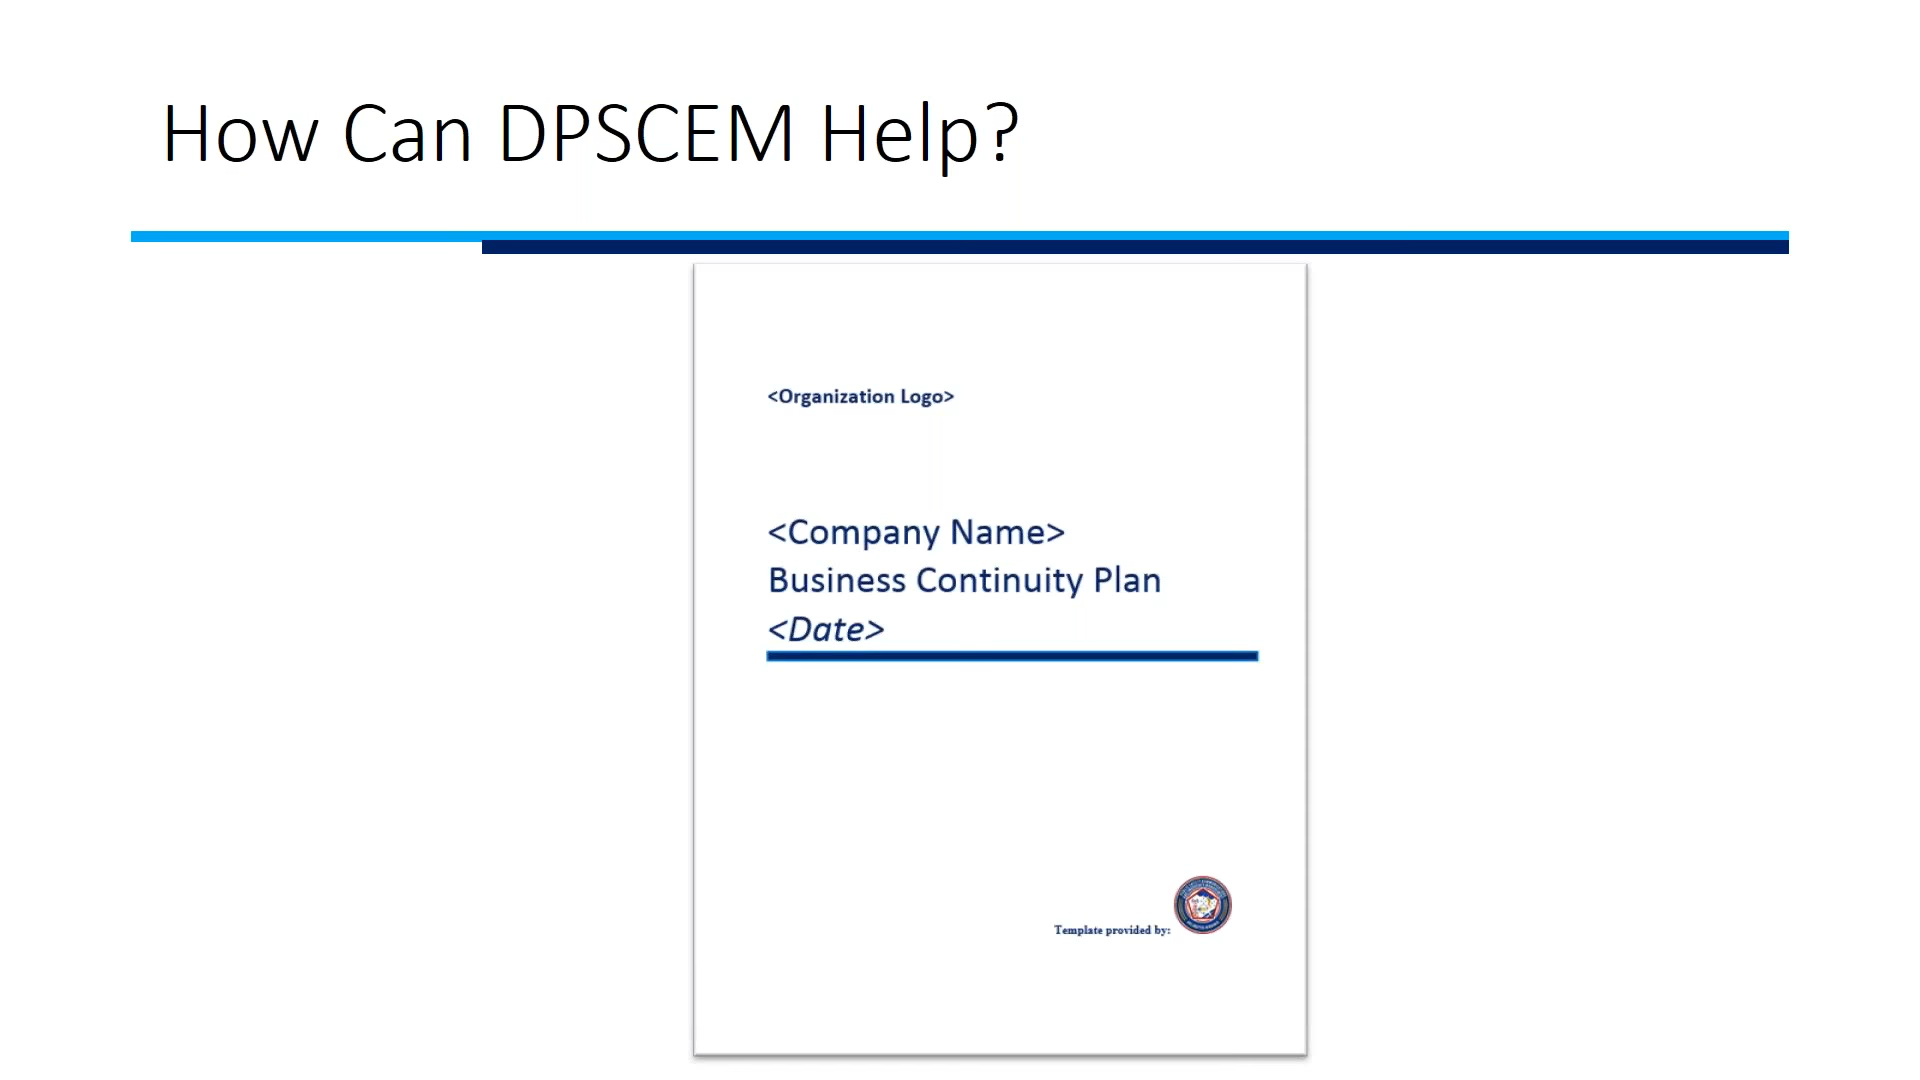 How Can DPSCEM Help?
<Organization Logo>
<Company Name>
Business Continuity Plan
<Date>
Template provided by: